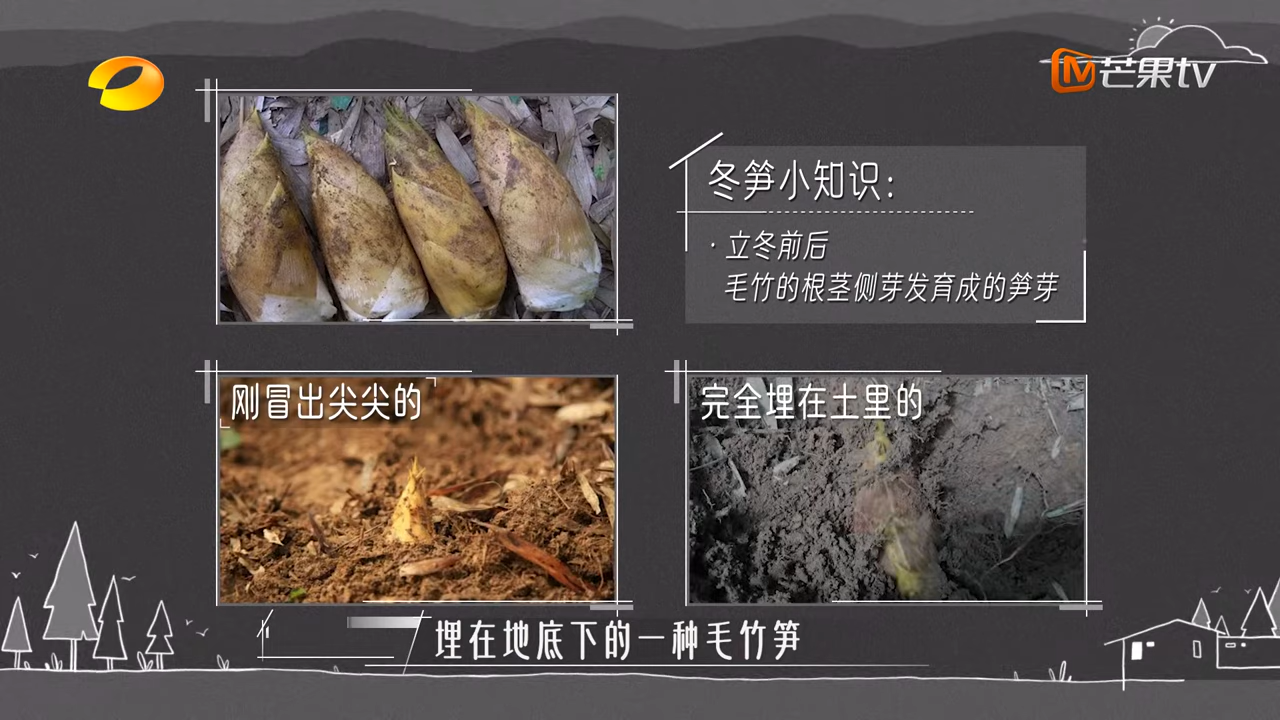 芒果tv
冬笋小知识：
·立冬前后
毛竹的根茎侧芽发育成的笋芽
刚冒出尖尖的
完全埋在土里的
埋在地底下的一种毛竹笋